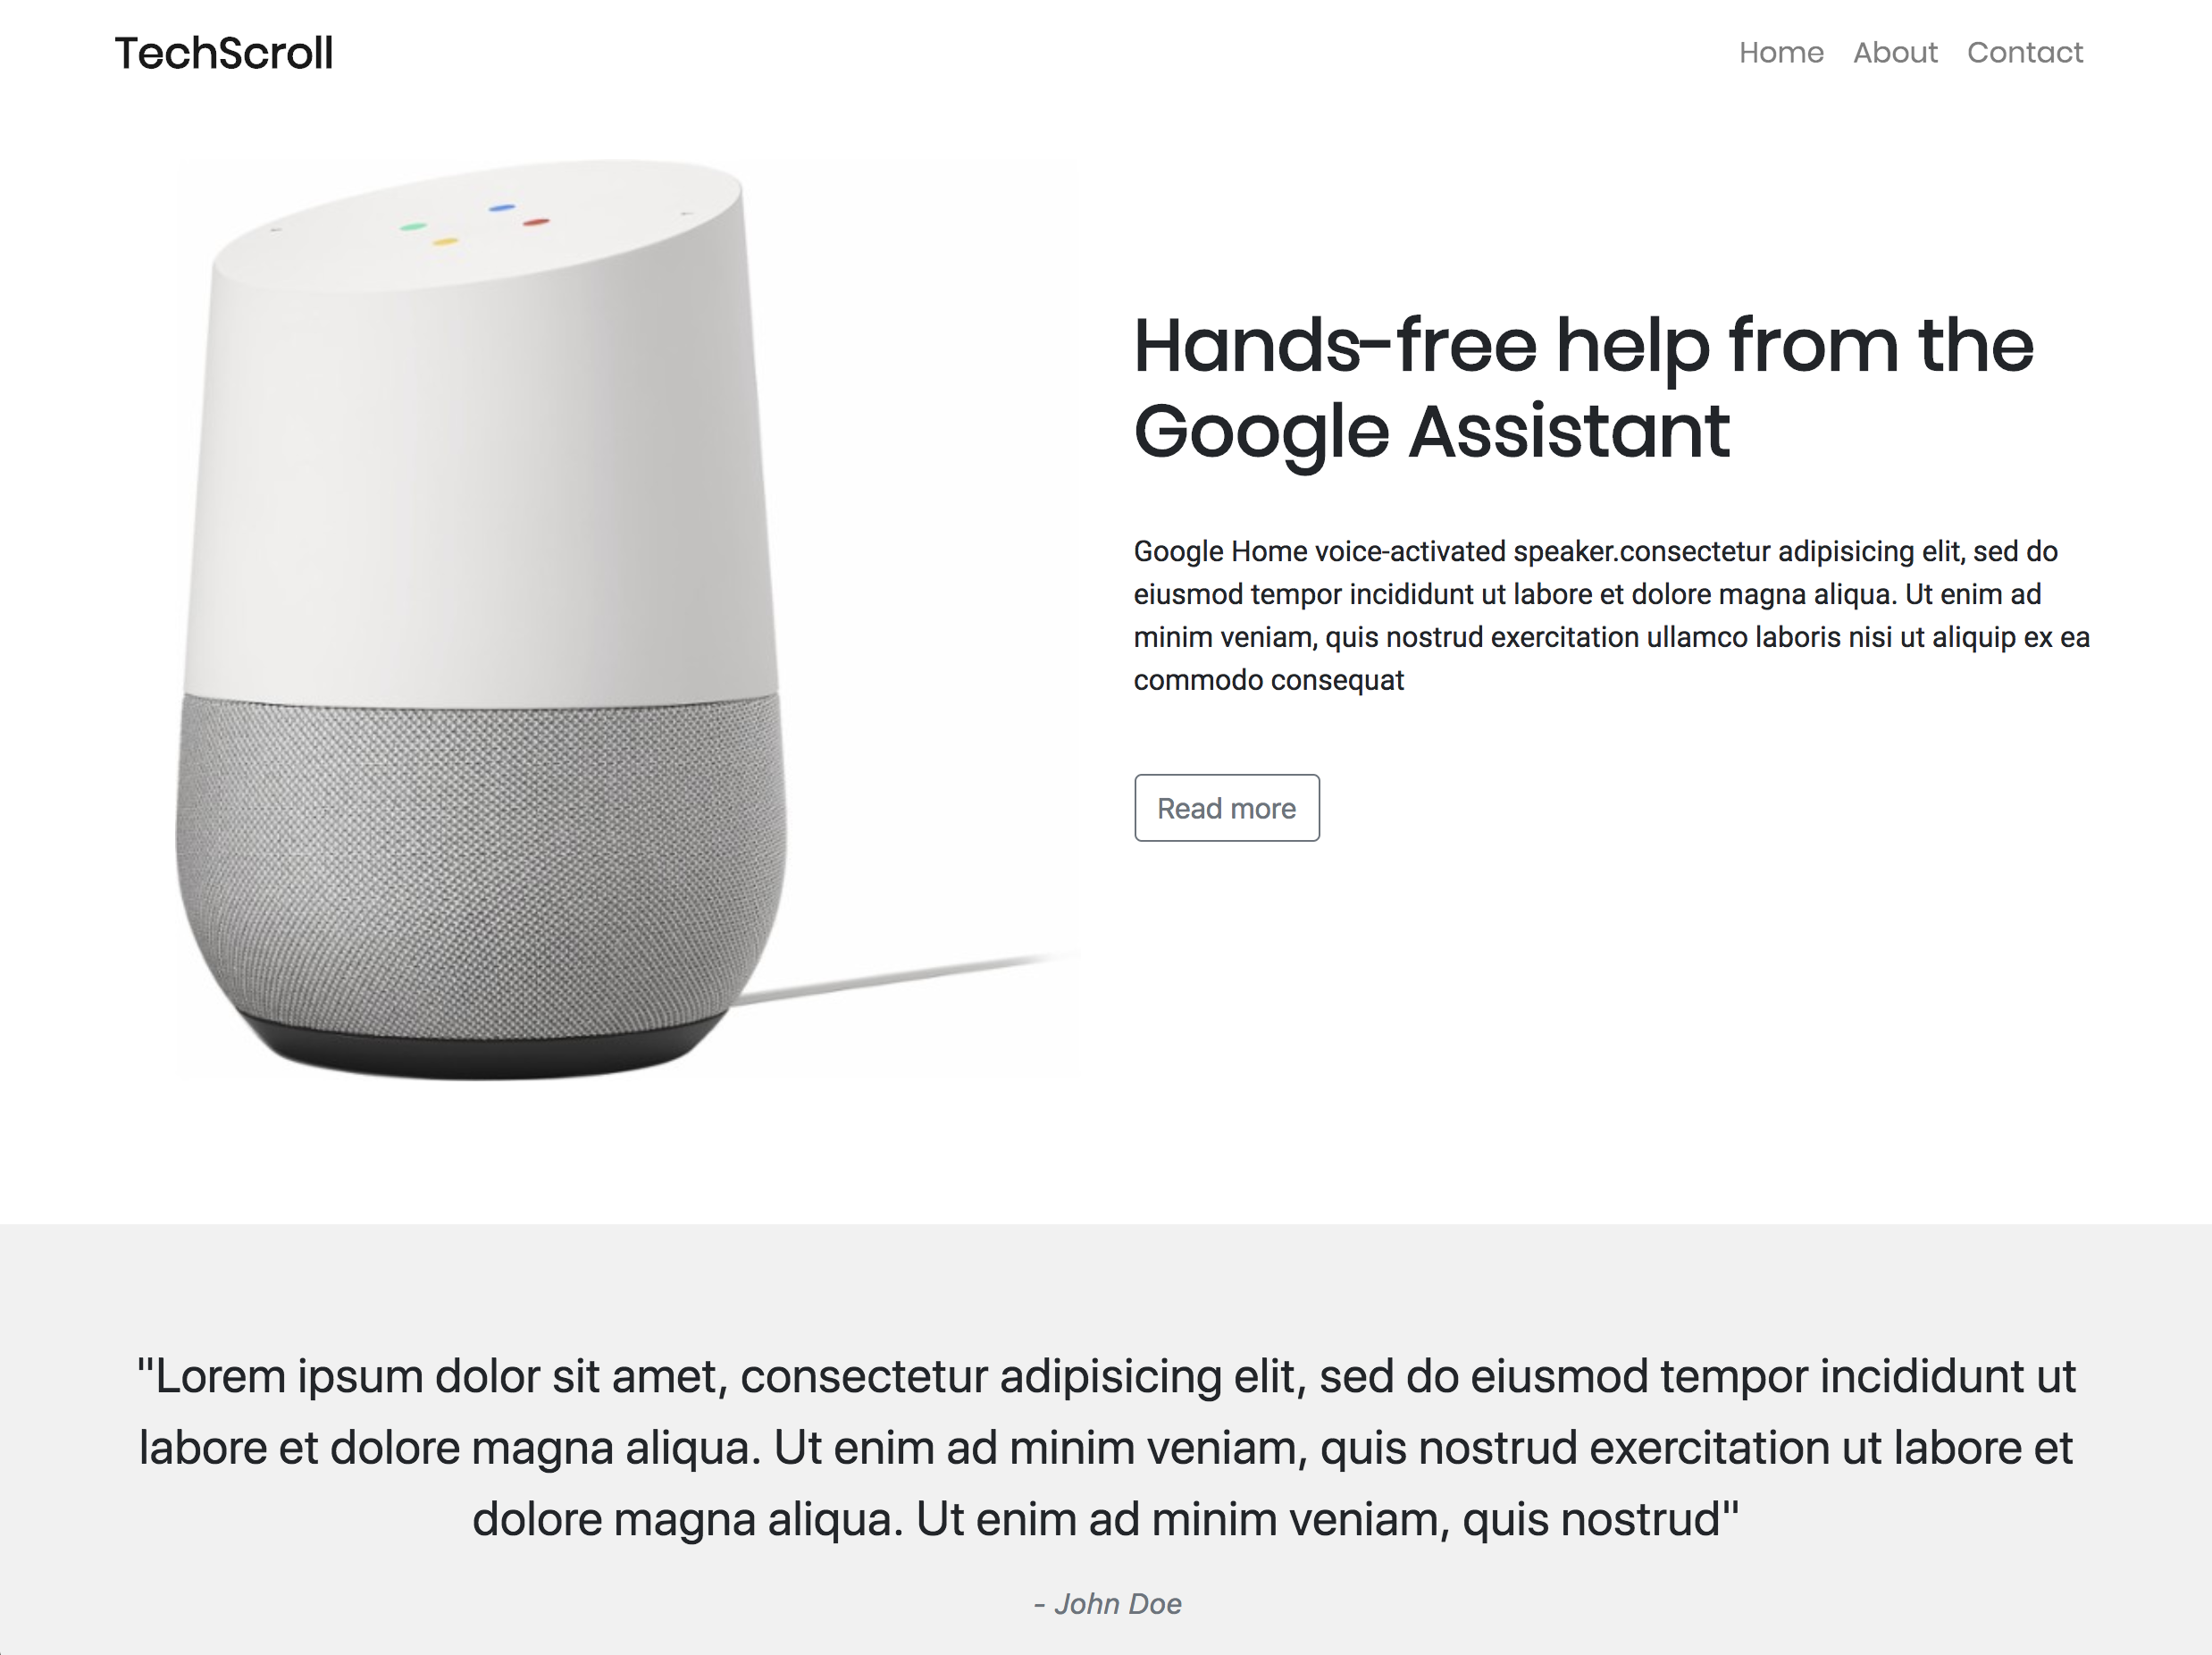 TechScroll
Home About Contact
Hands-free help from the
Google Assistant
Google Home voice-activated speaker.consectetur adipisicing elit, sed do
eiusmod tempor incididunt ut labore et dolore magna aliqua. Ut enim ad
minim veniam, quis nostrud exercitation ullamco laboris nisi ut aliquip ex ea
commodo consequat
Read more
"Lorem ipsum dolor sit amet, consectetur adipisicing elit, sed do eiusmod tempor incididunt ut
labore et dolore magna aliqua. Ut enim ad minim veniam, quis nostrud exercitation ut labore et
dolore magna aliqua. Ut enim ad minim veniam, quis nostrud"
- John Doe